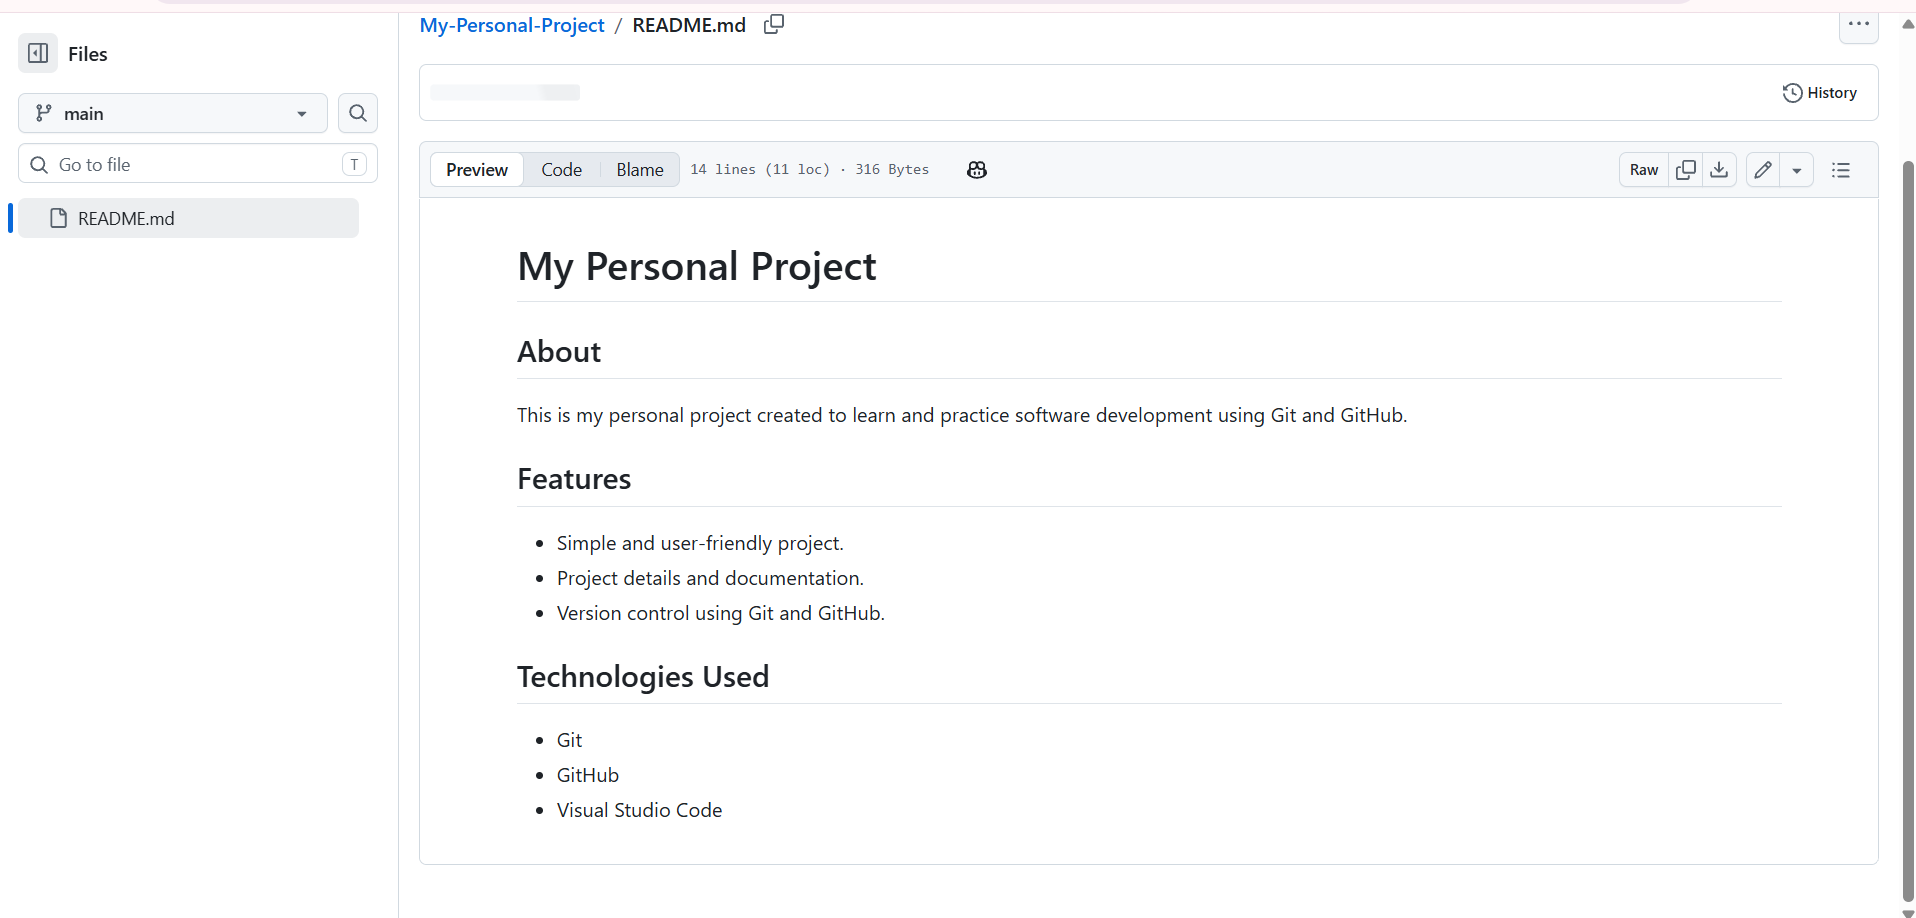 My-Personal-Project / README.md
Files
main
Go to file T
README.md
History
Preview Code Blame 14 lines (11 loc) · 316 Bytes Raw
My Personal Project
About
This is my personal project created to learn and practice software development using Git and GitHub.
Features
• Simple and user-friendly project.
• Project details and documentation.
• Version control using Git and GitHub.
Technologies Used
• Git
• GitHub
• Visual Studio Code